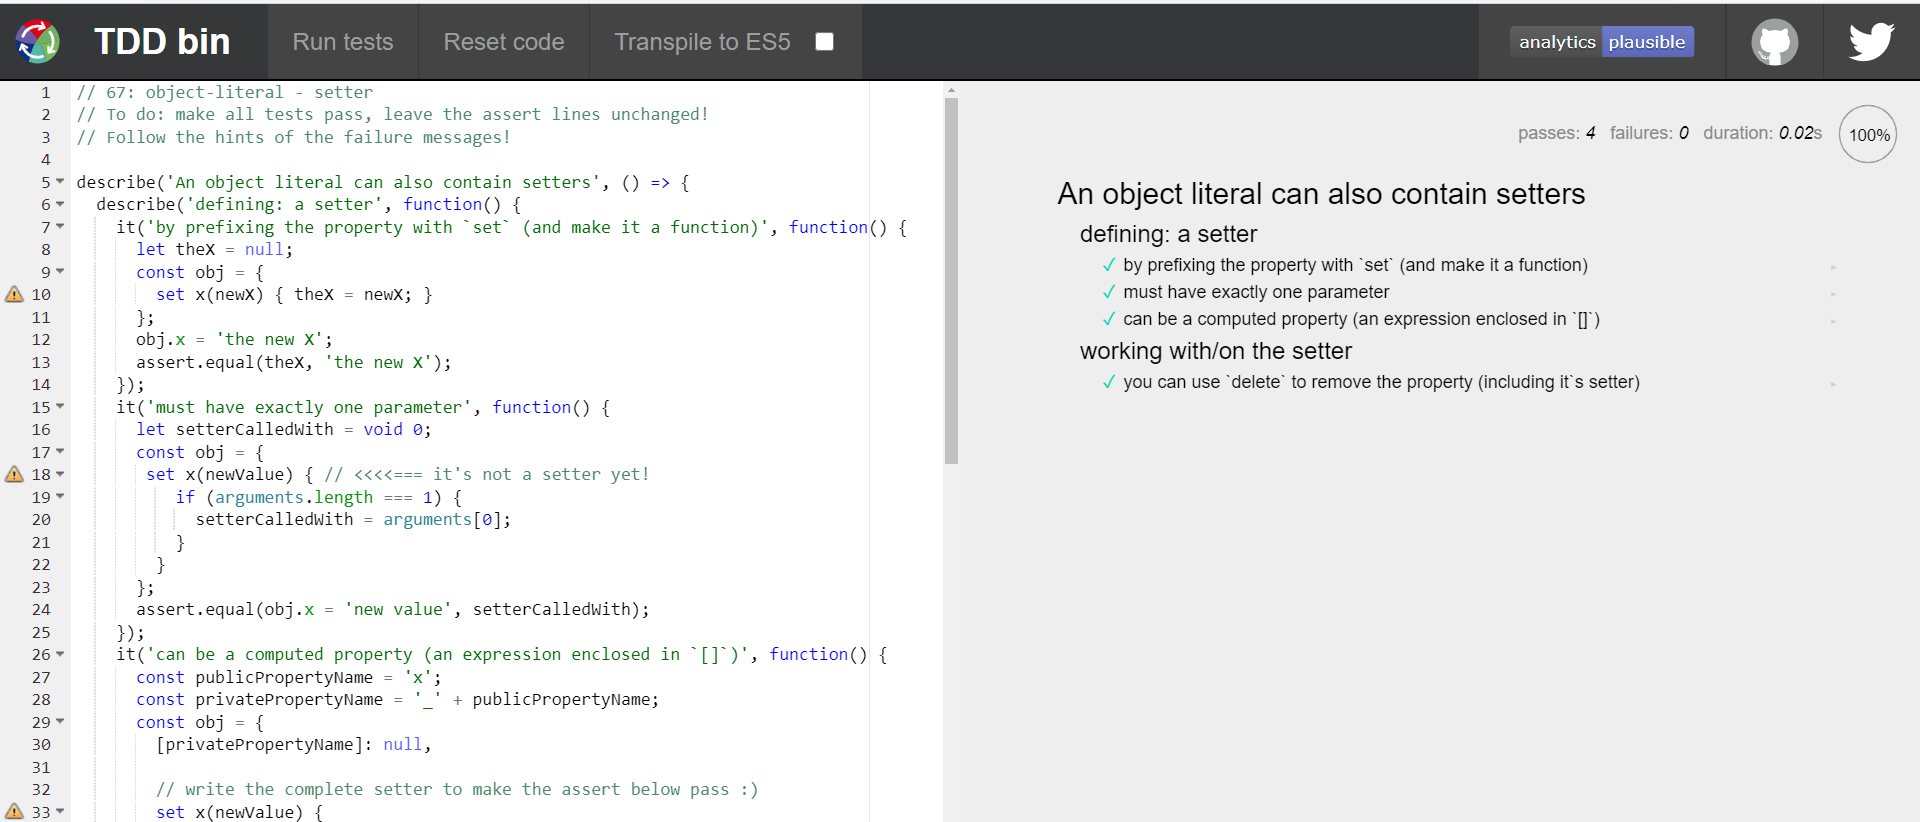 TDD bin
Run tests
Reset code
Transpile to ES5
analytics plausible
1 // 67: object-literal - setter
2 // To do: make all tests pass, leave the assert lines unchanged!
3 // Follow the hints of the failure messages!
4
5 describe('An object literal can also contain setters', () => {
6 describe('defining: a setter', function() {
7 it('by prefixing the property with `set` (and make it a function)', function() {
8 let theX = null;
9 const obj = {
10 set x(newX) { theX = newX; }
11 };
12 obj.x = 'the new X';
13 assert.equal(theX, 'the new X');
14 });
15 it('must have exactly one parameter', function() {
16 let setterCalledWith = void 0;
17 const obj = {
18 set x(newValue) { // <<<<=== it's not a setter yet!
19 if (arguments.length === 1) {
20 setterCalledWith = arguments[0];
21 }
22 }
23 };
24 assert.equal(obj.x = 'new value', setterCalledWith);
25 });
26 it('can be a computed property (an expression enclosed in `[]`)', function() {
27 const publicPropertyName = 'x';
28 const privatePropertyName = '_' + publicPropertyName;
29 const obj = {
30 [privatePropertyName]: null,
31
32 // write the complete setter to make the assert below pass :)
33 set x(newValue) {
passes: 4 failures: 0 duration: 0.02s 100%
An object literal can also contain setters
defining: a setter
✓ by prefixing the property with `set` (and make it a function)
✓ must have exactly one parameter
✓ can be a computed property (an expression enclosed in `[]`)
working with/on the setter
✓ you can use `delete` to remove the property (including it`s setter)